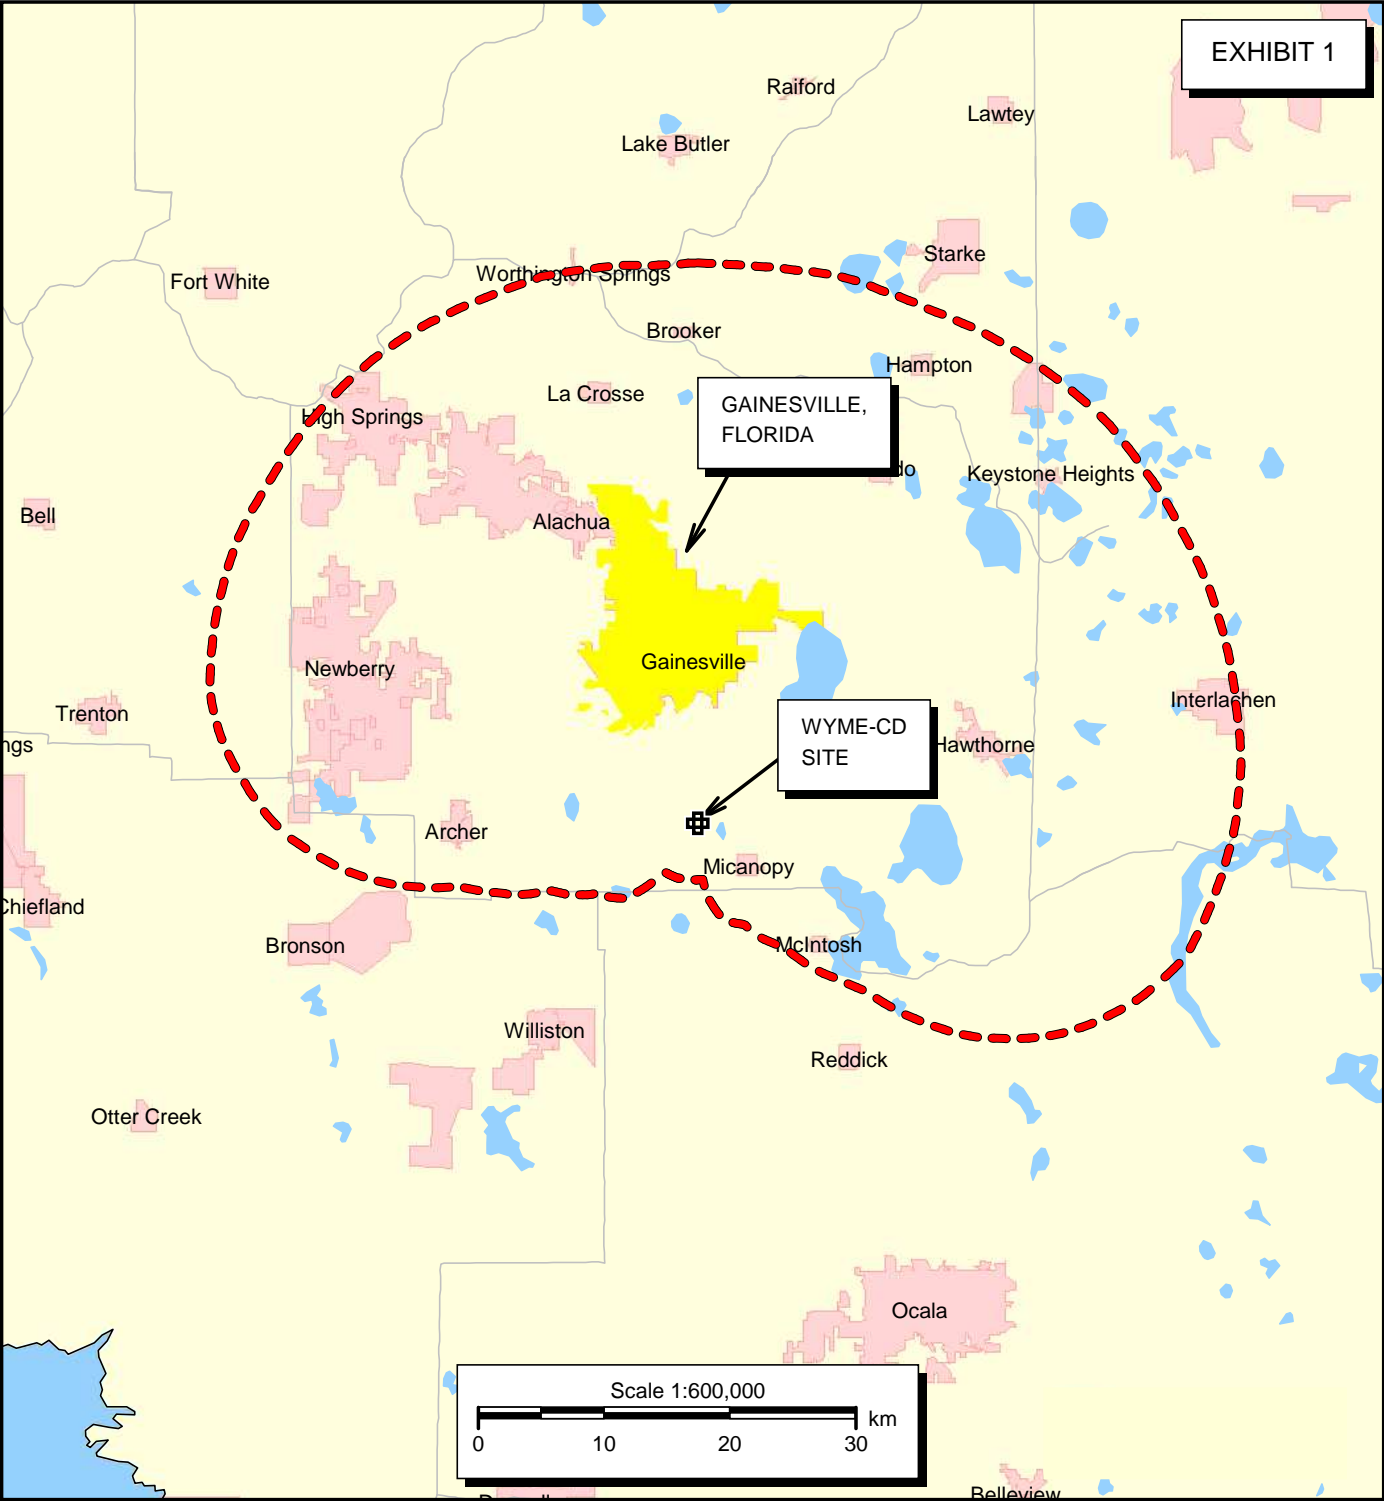 EXHIBIT 1
Raiford
Lawtey
Lake Butler
Starke
Worthington Springs
Fort White
Brooker
Hampton
La Crosse
GAINESVILLE,
FLORIDA
High Springs
do
Keystone Heights
Bell
Alachua
Gainesville
Newberry
Interlachen
Trenton
WYME-CD
SITE
ngs
Hawthorne
Archer
Micanopy
Chiefland
Bronson
McIntosh
Williston
Reddick
Otter Creek
Ocala
Scale 1:600,000
km
0 10 20 30
Belleview